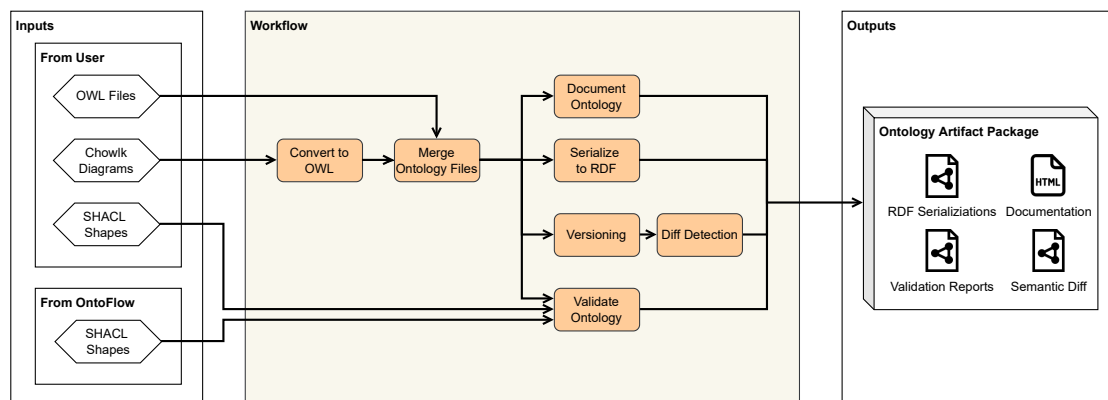 Inputs
From User
OWL Files
Chowlk
Diagrams
SHACL
Shapes
From OntoFlow
SHACL
Shapes
Workflow
Convert to
OWL
Merge
Ontology Files
Document
Ontology
Serialize
to RDF
Versioning
Diff Detection
Validate
Ontology
Outputs
Ontology Artifact Package
RDF Serializiations
HTML
Documentation
Validation Reports
Semantic Diff